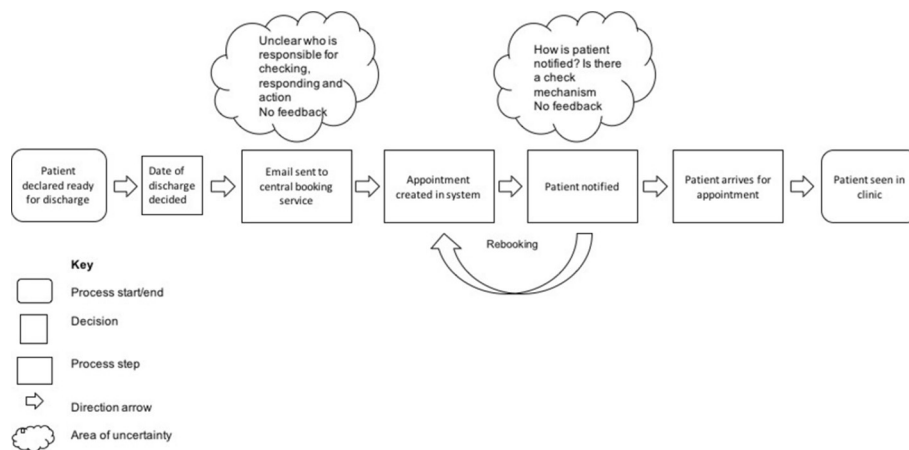 Unclear who is
responsible for
checking,
responding and
action
No feedback
How is patient
notified? Is there
a check
mechanism
No feedback
Patient
declared ready
for discharge
Date of
discharge
decided
Email sent to
central booking
service
Appointment
created in system
Patient notified
Patient arrives for
appointment
Patient seen in
clinic
Rebooking
Key
Process start/end
Decision
Process step
Direction arrow
Area of uncertainty